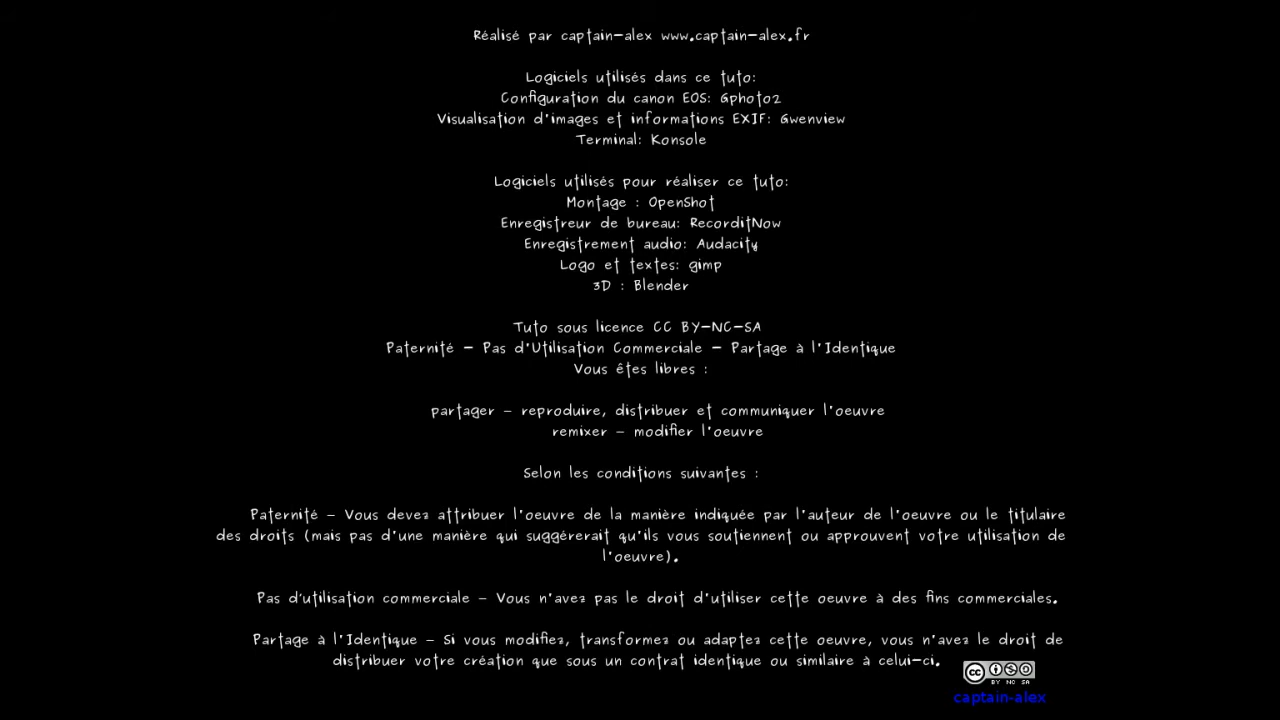 Réalisé par captain-alex www.captain-alex.fr
Logiciels utilisés dans ce tuto:
Configuration du canon EOS: Gphoto2
Visualisation d'images et informations EXIF: Gwenview
Terminal: Konsole
Logiciels utilisés pour réaliser ce tuto:
Montage : OpenShot
Enregistreur de bureau: RecorditNow
Enregistrement audio: Audacity
Logo et textes: gimp
3D : Blender
Tuto sous licence CC BY-NC-SA
Paternité - Pas d'Utilisation Commerciale - Partage à l'Identique
Vous êtes libres :
partager — reproduire, distribuer et communiquer l'oeuvre
remixer — modifier l'oeuvre
Selon les conditions suivantes :
Paternité — Vous devez attribuer l'oeuvre de la manière indiquée par l'auteur de l'oeuvre ou le titulaire
des droits (mais pas d'une manière qui suggérerait qu'ils vous soutiennent ou approuvent votre utilisation de
l'oeuvre).
Pas d'utilisation commerciale — Vous n'avez pas le droit d'utiliser cette oeuvre à des fins commerciales.
Partage à l'Identique — Si vous modifiez, transformez ou adaptez cette oeuvre, vous n'avez le droit de
distribuer votre création que sous un contrat identique ou similaire à celui-ci.
cc BY NC SA
captain-alex